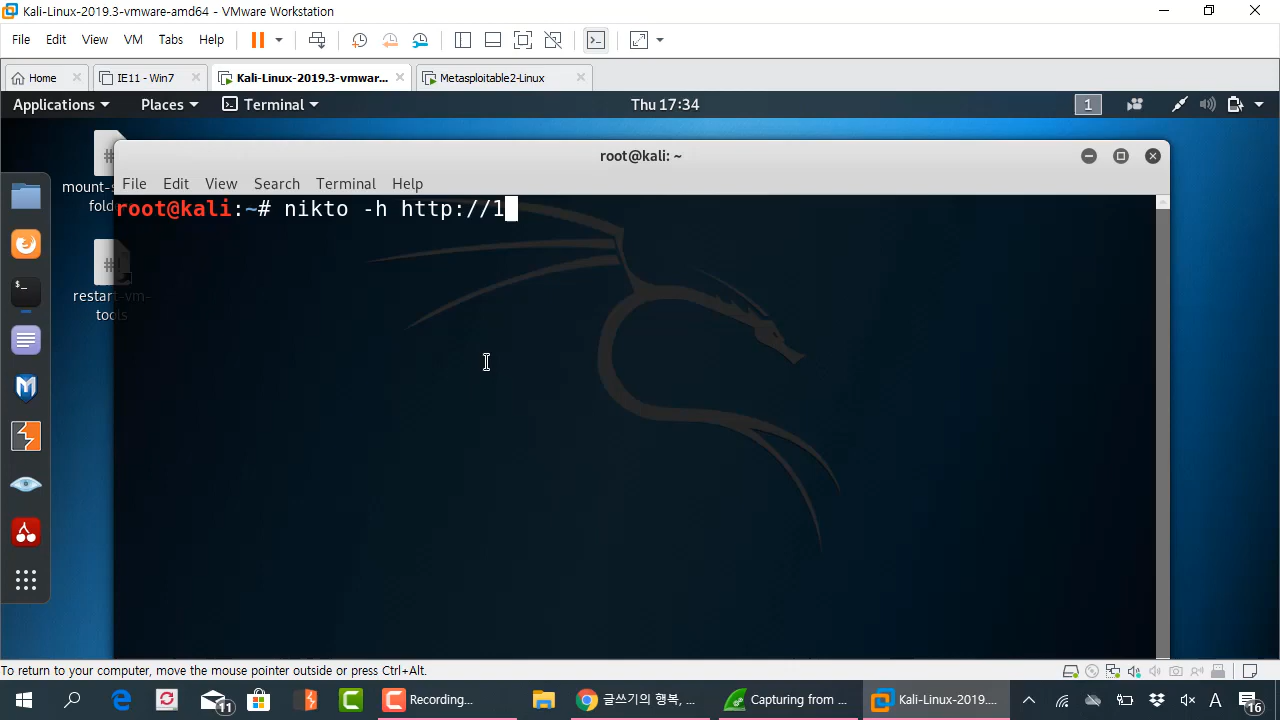 Kali-Linux-2019.3-vmware-amd64 - VMware Workstation
File Edit View VM Tabs Help
Home IE11 - Win7 Kali-Linux-2019.3-vmwar... Metasploitable2-Linux
Applications Places Terminal Thu 17:34 1
root@kali: ~
File Edit View Search Terminal Help
root@kali:~# nikto -h http://1
restart-vm-
tools
To return to your computer, move the mouse pointer outside or press Ctrl+Alt.
11 Recording... 글쓰기의 행복, ... Capturing from ... Kali-Linux-2019.... A 16